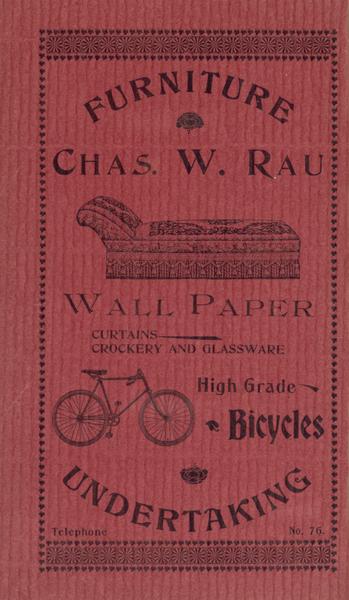 FURNITURE
CHAS. W. RAU
WALL PAPER
CURTAINS
CROCKERY AND GLASSWARE
High Grade
Bicycles
UNDERTAKING
Telephone No. 76.